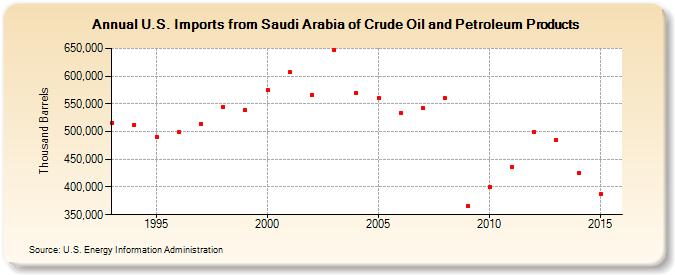 Annual U.S. Imports from Saudi Arabia of Crude Oil and Petroleum Products
Thousand Barrels
650,000
600,000
550,000
500,000
450,000
400,000
350,000
1995 2000 2005 2010 2015
Source: U.S. Energy Information Administration